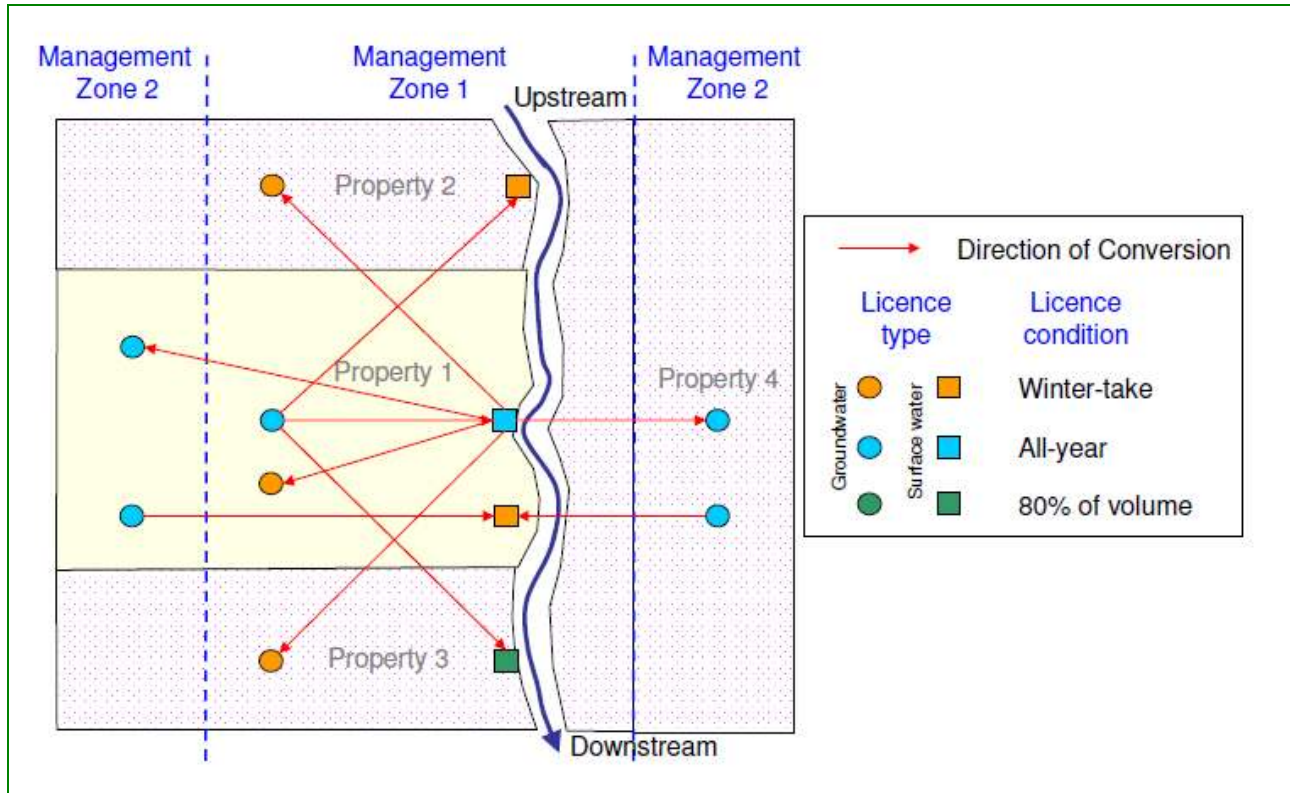 Management
Zone 2
Management
Zone 1
Management
Zone 2
Upstream
Property 2
Property 1
Property 4
Property 3
Downstream
Direction of Conversion
Licence
type
Licence
condition
Groundwater
Surface water
Winter-take
All-year
80% of volume